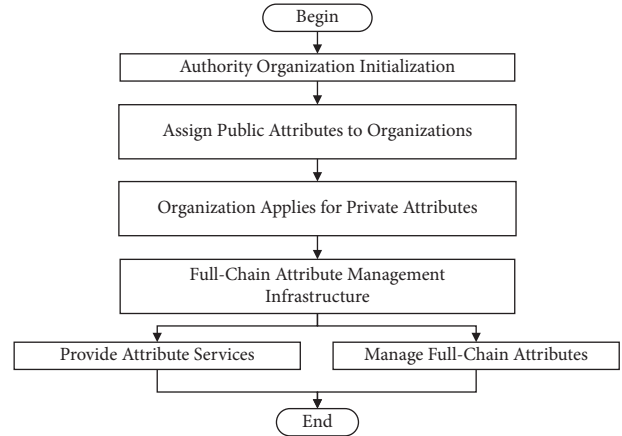 Begin
Authority Organization Initialization
Assign Public Attributes to Organizations
Organization Applies for Private Attributes
Full-Chain Attribute Management
Infrastructure
Provide Attribute Services
Manage Full-Chain Attributes
End